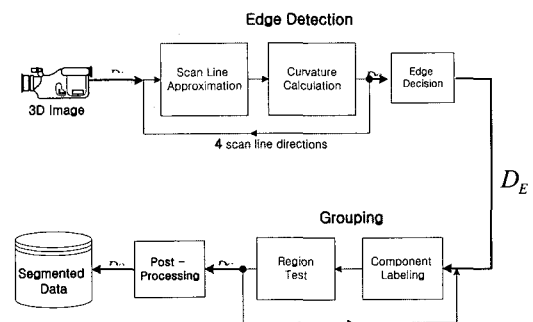 Edge Detection
Scan Line
Approximation
Curvature
Calculation
Edge
Decision
3D Image
4 scan line directions
D_E
Grouping
Segmented
Data
Post –
Processing
Region
Test
Component
Labeling